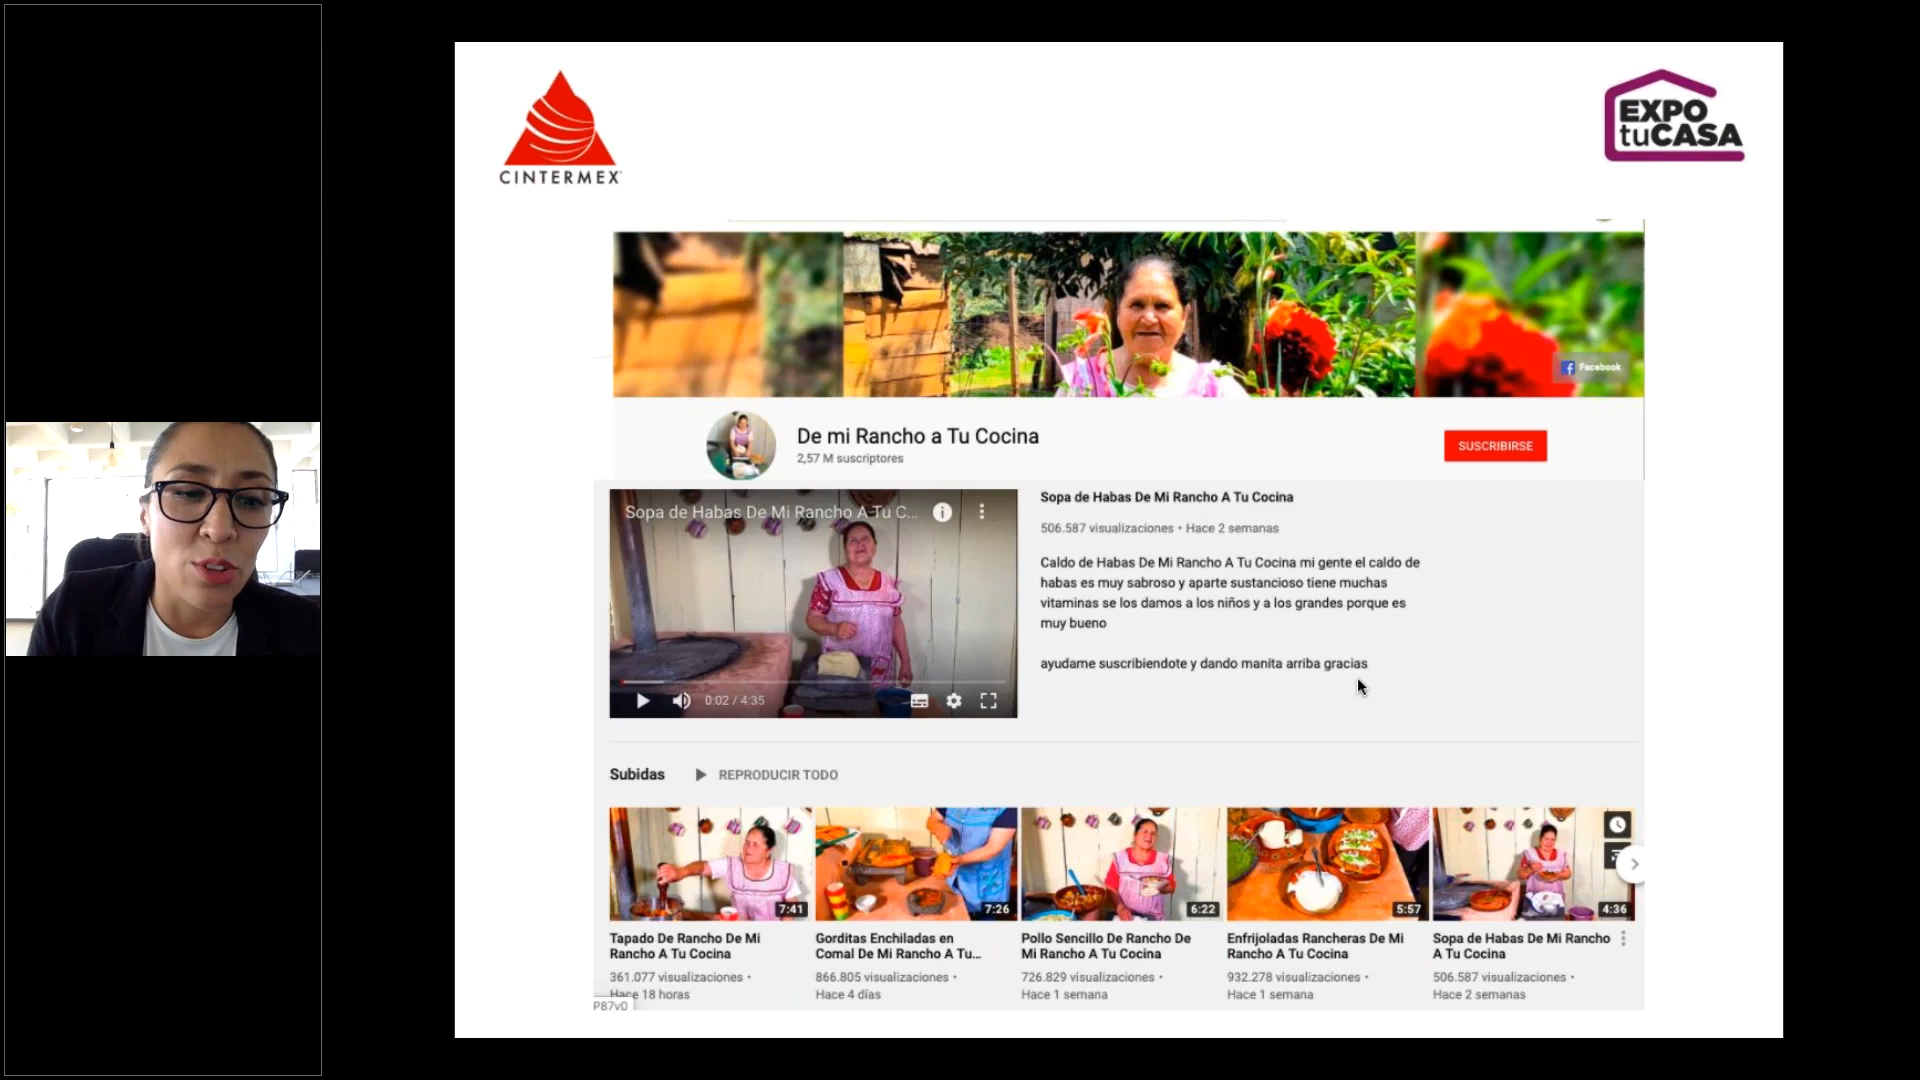 CINTERMEX
EXPO
tuCASA
Facebook
De mi Rancho a Tu Cocina
2,57 M suscriptores
SUSCRIBIRSE
Sopa de Habas De Mi Rancho A Tu C...
0:02 / 4:35
Sopa de Habas De Mi Rancho A Tu Cocina
506.587 visualizaciones • Hace 2 semanas
Caldo de Habas De Mi Rancho A Tu Cocina mi gente el caldo de
habas es muy sabroso y aparte sustancioso tiene muchas
vitaminas se los damos a los niños y a los grandes porque es
muy bueno
ayudame suscribiendote y dando manita arriba gracias
Subidas
REPRODUCIR TODO
7:41
7:26
6:22
5:57
4:36
Tapado De Rancho De Mi
Rancho A Tu Cocina
361.077 visualizaciones •
Hace 18 horas
Gorditas Enchiladas en
Comal De Mi Rancho A Tu...
866.805 visualizaciones •
Hace 4 días
Pollo Sencillo De Rancho De
Mi Rancho A Tu Cocina
726.829 visualizaciones •
Hace 1 semana
Enfrijoladas Rancheras De Mi
Rancho A Tu Cocina
932.278 visualizaciones •
Hace 1 semana
Sopa de Habas De Mi Rancho
A Tu Cocina
506.587 visualizaciones •
Hace 2 semanas
P87v0